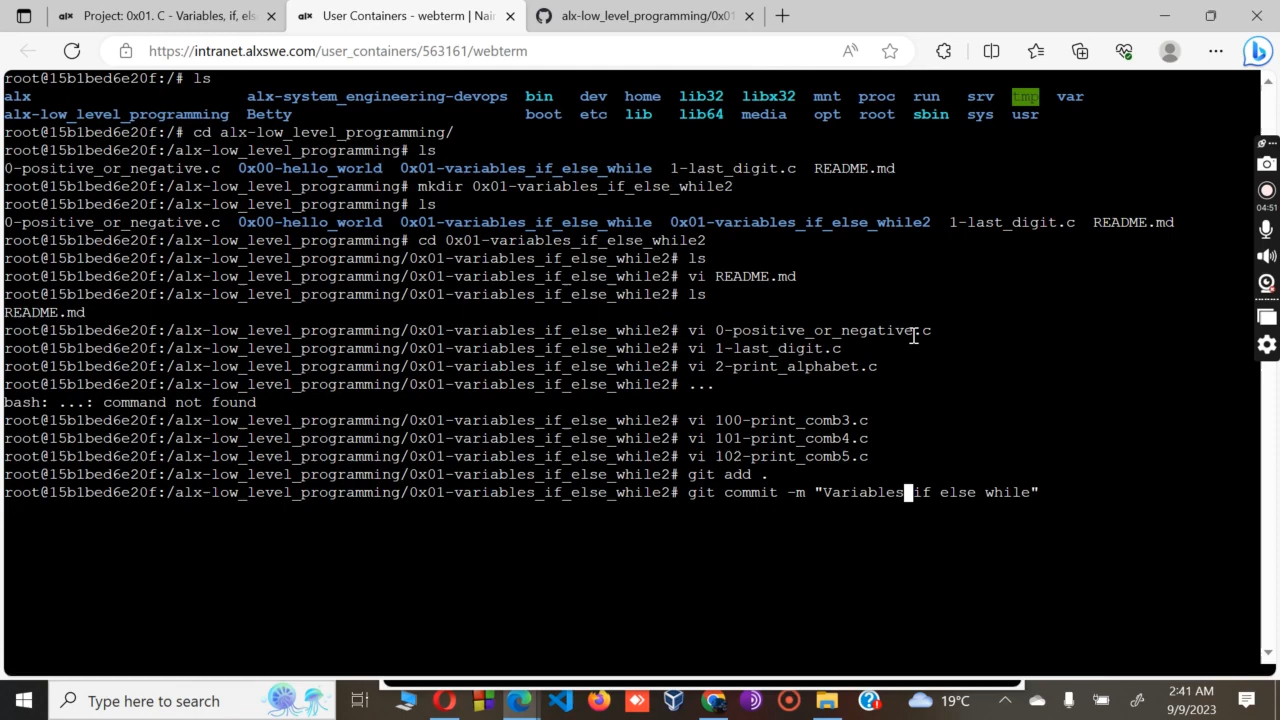 Project: 0x01. C - Variables, if, els
User Containers - webterm | Nair
alx-low_level_programming/0x01
https://intranet.alxswe.com/user_containers/563161/webterm
root@15b1bed6e20f:/# ls
alx alx-system_engineering-devops bin dev home lib32 libx32 mnt proc run srv tmp var
alx-low_level_programming Betty boot etc lib lib64 media opt root sbin sys usr
root@15b1bed6e20f:/# cd alx-low_level_programming/
root@15b1bed6e20f:/alx-low_level_programming# ls
0-positive_or_negative.c 0x00-hello_world 0x01-variables_if_else_while 1-last_digit.c README.md
root@15b1bed6e20f:/alx-low_level_programming# mkdir 0x01-variables_if_else_while2
root@15b1bed6e20f:/alx-low_level_programming# ls
0-positive_or_negative.c 0x00-hello_world 0x01-variables_if_else_while 0x01-variables_if_else_while2 1-last_digit.c README.md
root@15b1bed6e20f:/alx-low_level_programming# cd 0x01-variables_if_else_while2
root@15b1bed6e20f:/alx-low_level_programming/0x01-variables_if_else_while2# ls
root@15b1bed6e20f:/alx-low_level_programming/0x01-variables_if_else_while2# vi README.md
root@15b1bed6e20f:/alx-low_level_programming/0x01-variables_if_else_while2# ls
README.md
root@15b1bed6e20f:/alx-low_level_programming/0x01-variables_if_else_while2# vi 0-positive_or_negative.c
root@15b1bed6e20f:/alx-low_level_programming/0x01-variables_if_else_while2# vi 1-last_digit.c
root@15b1bed6e20f:/alx-low_level_programming/0x01-variables_if_else_while2# vi 2-print_alphabet.c
root@15b1bed6e20f:/alx-low_level_programming/0x01-variables_if_else_while2# ...
bash: ...: command not found
root@15b1bed6e20f:/alx-low_level_programming/0x01-variables_if_else_while2# vi 100-print_comb3.c
root@15b1bed6e20f:/alx-low_level_programming/0x01-variables_if_else_while2# vi 101-print_comb4.c
root@15b1bed6e20f:/alx-low_level_programming/0x01-variables_if_else_while2# vi 102-print_comb5.c
root@15b1bed6e20f:/alx-low_level_programming/0x01-variables_if_else_while2# git add .
root@15b1bed6e20f:/alx-low_level_programming/0x01-variables_if_else_while2# git commit -m "Variables if else while"
04:51
Type here to search
19°C
2:41 AM
9/9/2023